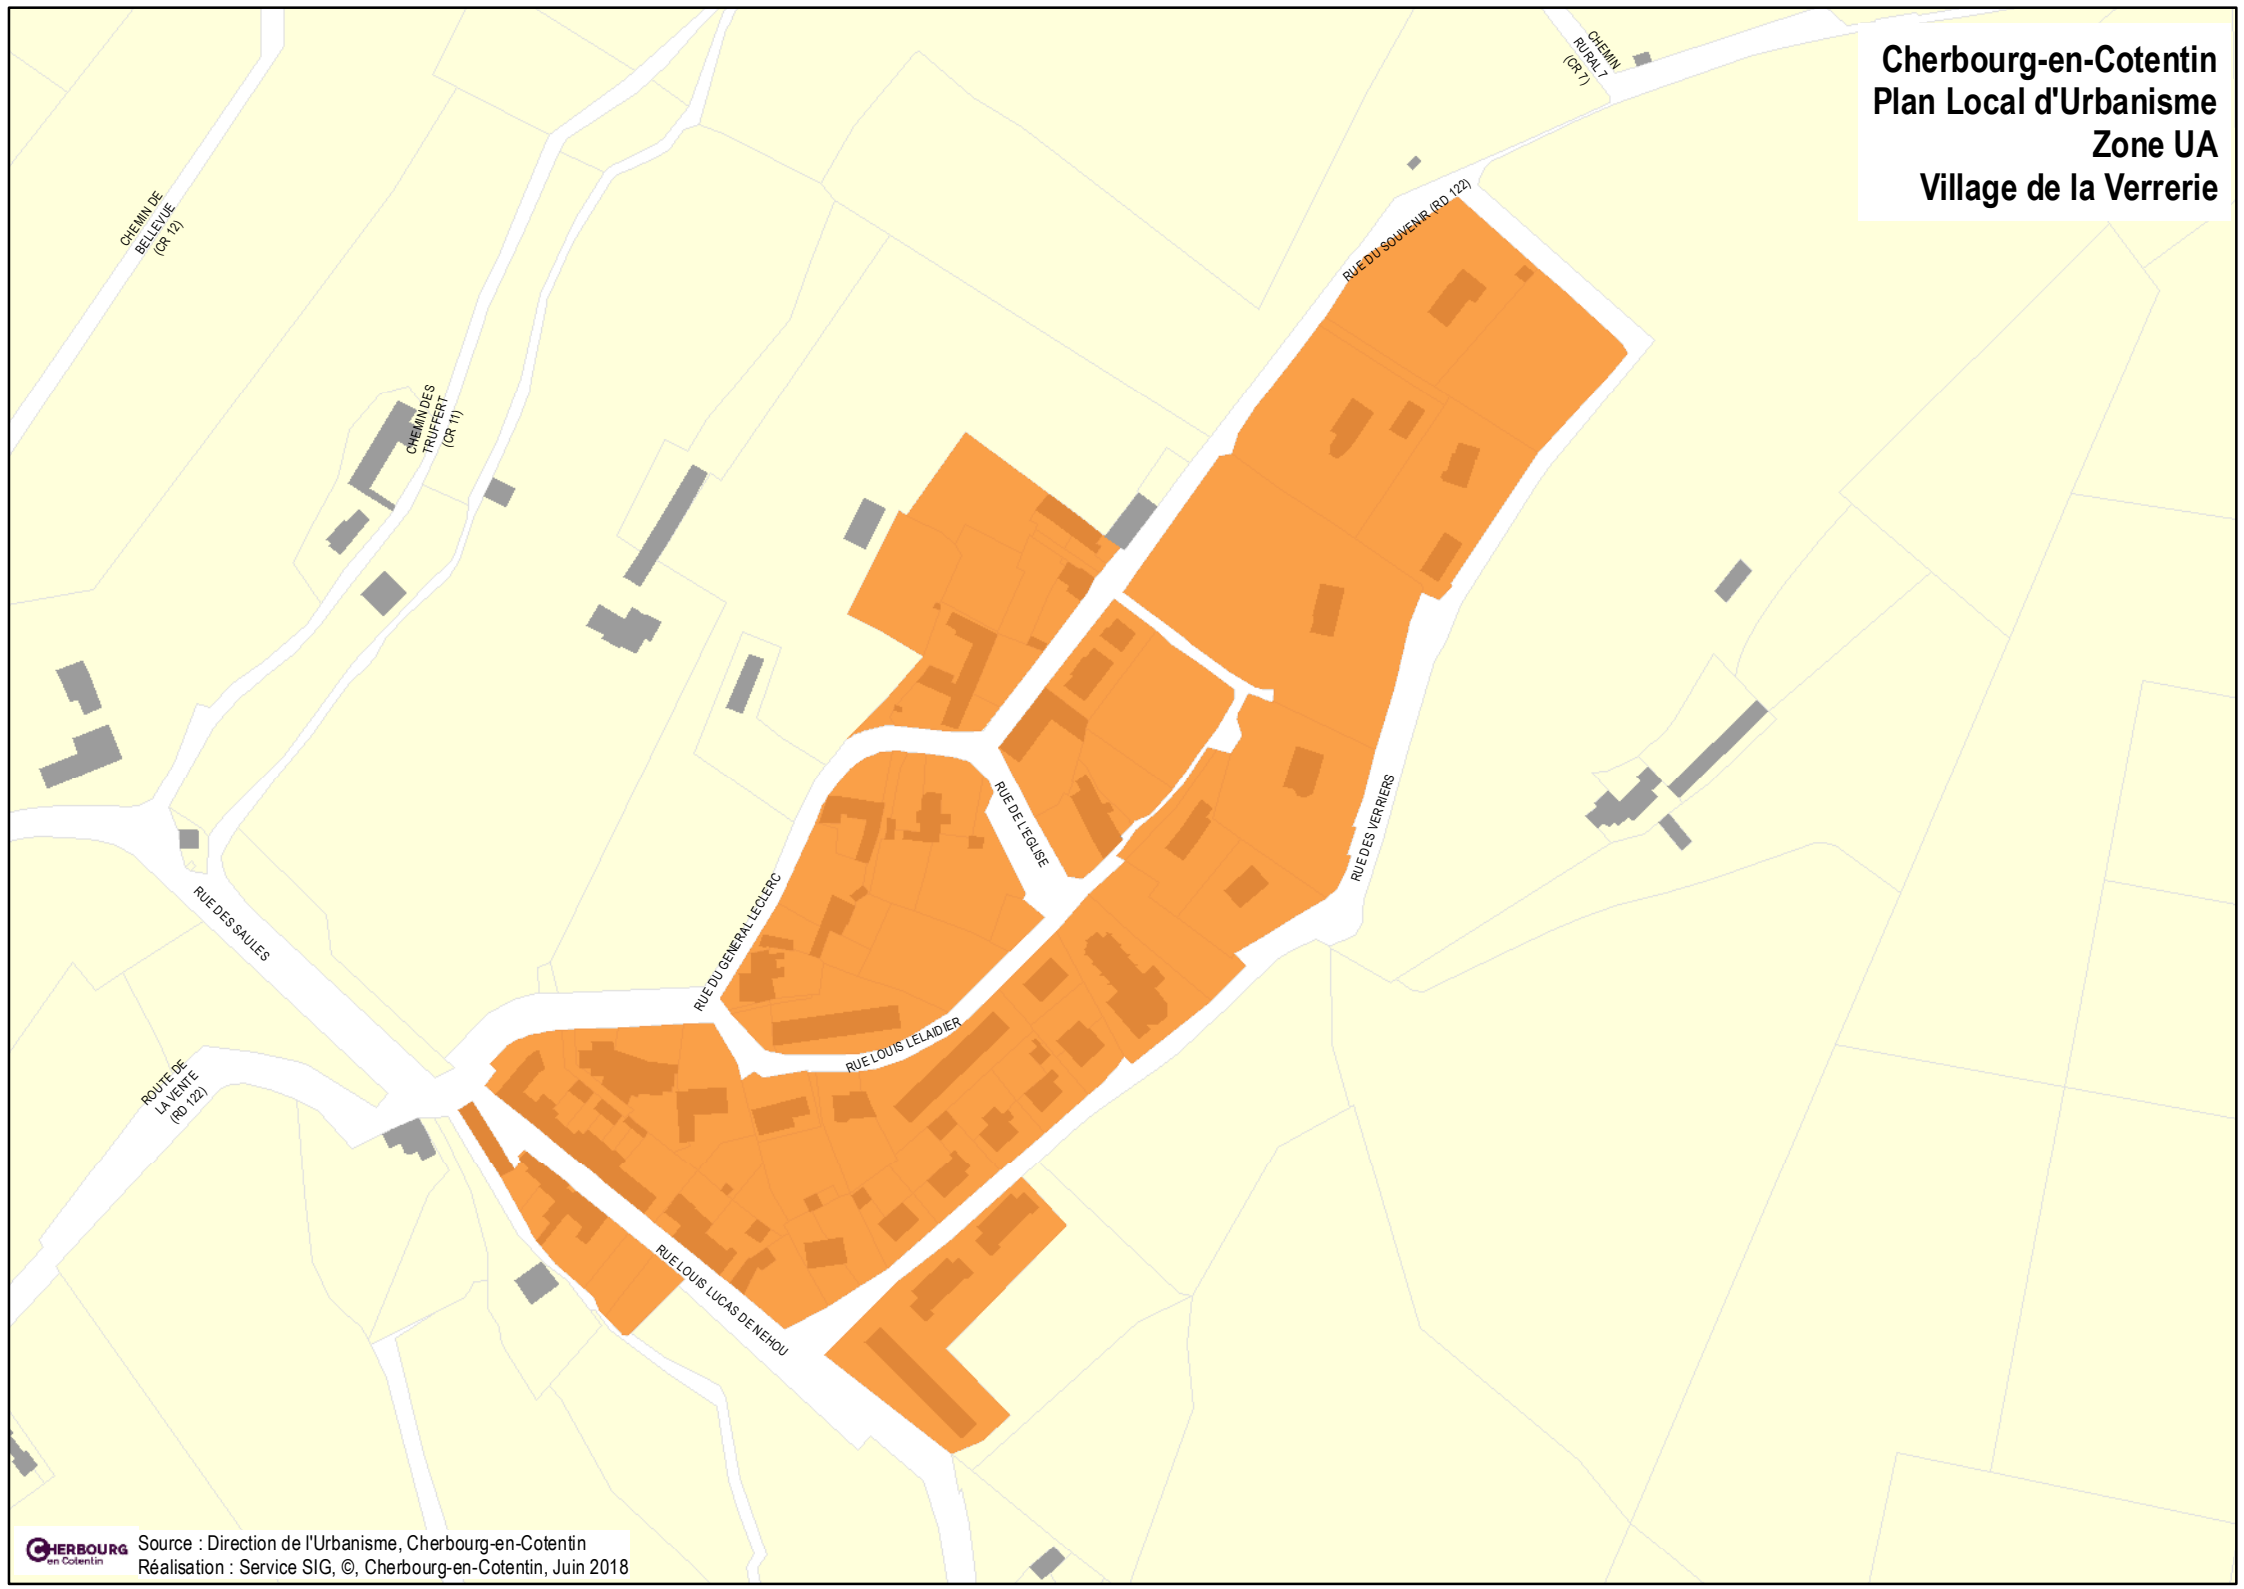 Cherbourg-en-Cotentin
Plan Local d'Urbanisme
Zone UA
Village de la Verrerie
CHEMIN
RURAL 7
(CR 7)
CHEMIN DE
BELLEVUE
(CR 12)
RUE DU SOUVENIR (RD 122)
CHEMIN DES
TRUFFERT
(CR 11)
RUE DE L'EGLISE
RUE DES VERRIERS
RUE DES SAULES
RUE DU GENERAL LECLERC
RUE LOUIS LELAIDIER
ROUTE DE
LA VENTE
(RD 122)
RUE LOUIS LUCAS DE NEHOU
CHERBOURG
en Cotentin
Source : Direction de l'Urbanisme, Cherbourg-en-Cotentin
Réalisation : Service SIG, ©, Cherbourg-en-Cotentin, Juin 2018